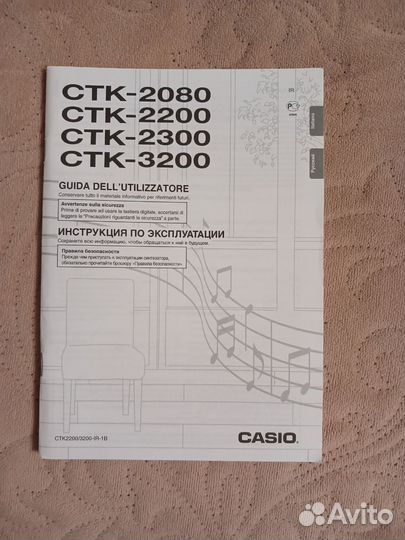 CTK-2080
IR
CTK-2200
CTK-2300
CTK-3200
Italiano
Русский
GUIDA DELL'UTILIZZATORE
Conservare tutto il materiale informativo per riferimenti futuri.
Avvertenze sulla sicurezza
Prima di provare ad usare la tastiera digitale, accertarsi di
leggere le "Precauzioni riguardanti la sicurezza" a parte.
ИНСТРУКЦИЯ ПО ЭКСПЛУАТАЦИИ
Сохраните всю информацию, чтобы обращаться к ней в будущем.
Правила безопасности
Прежде чем приступать к эксплуатации синтезатора,
обязательно прочитайте брошюру «Правила безопасности».
CTK2200/3200-IR-1B
CASIO
Avito